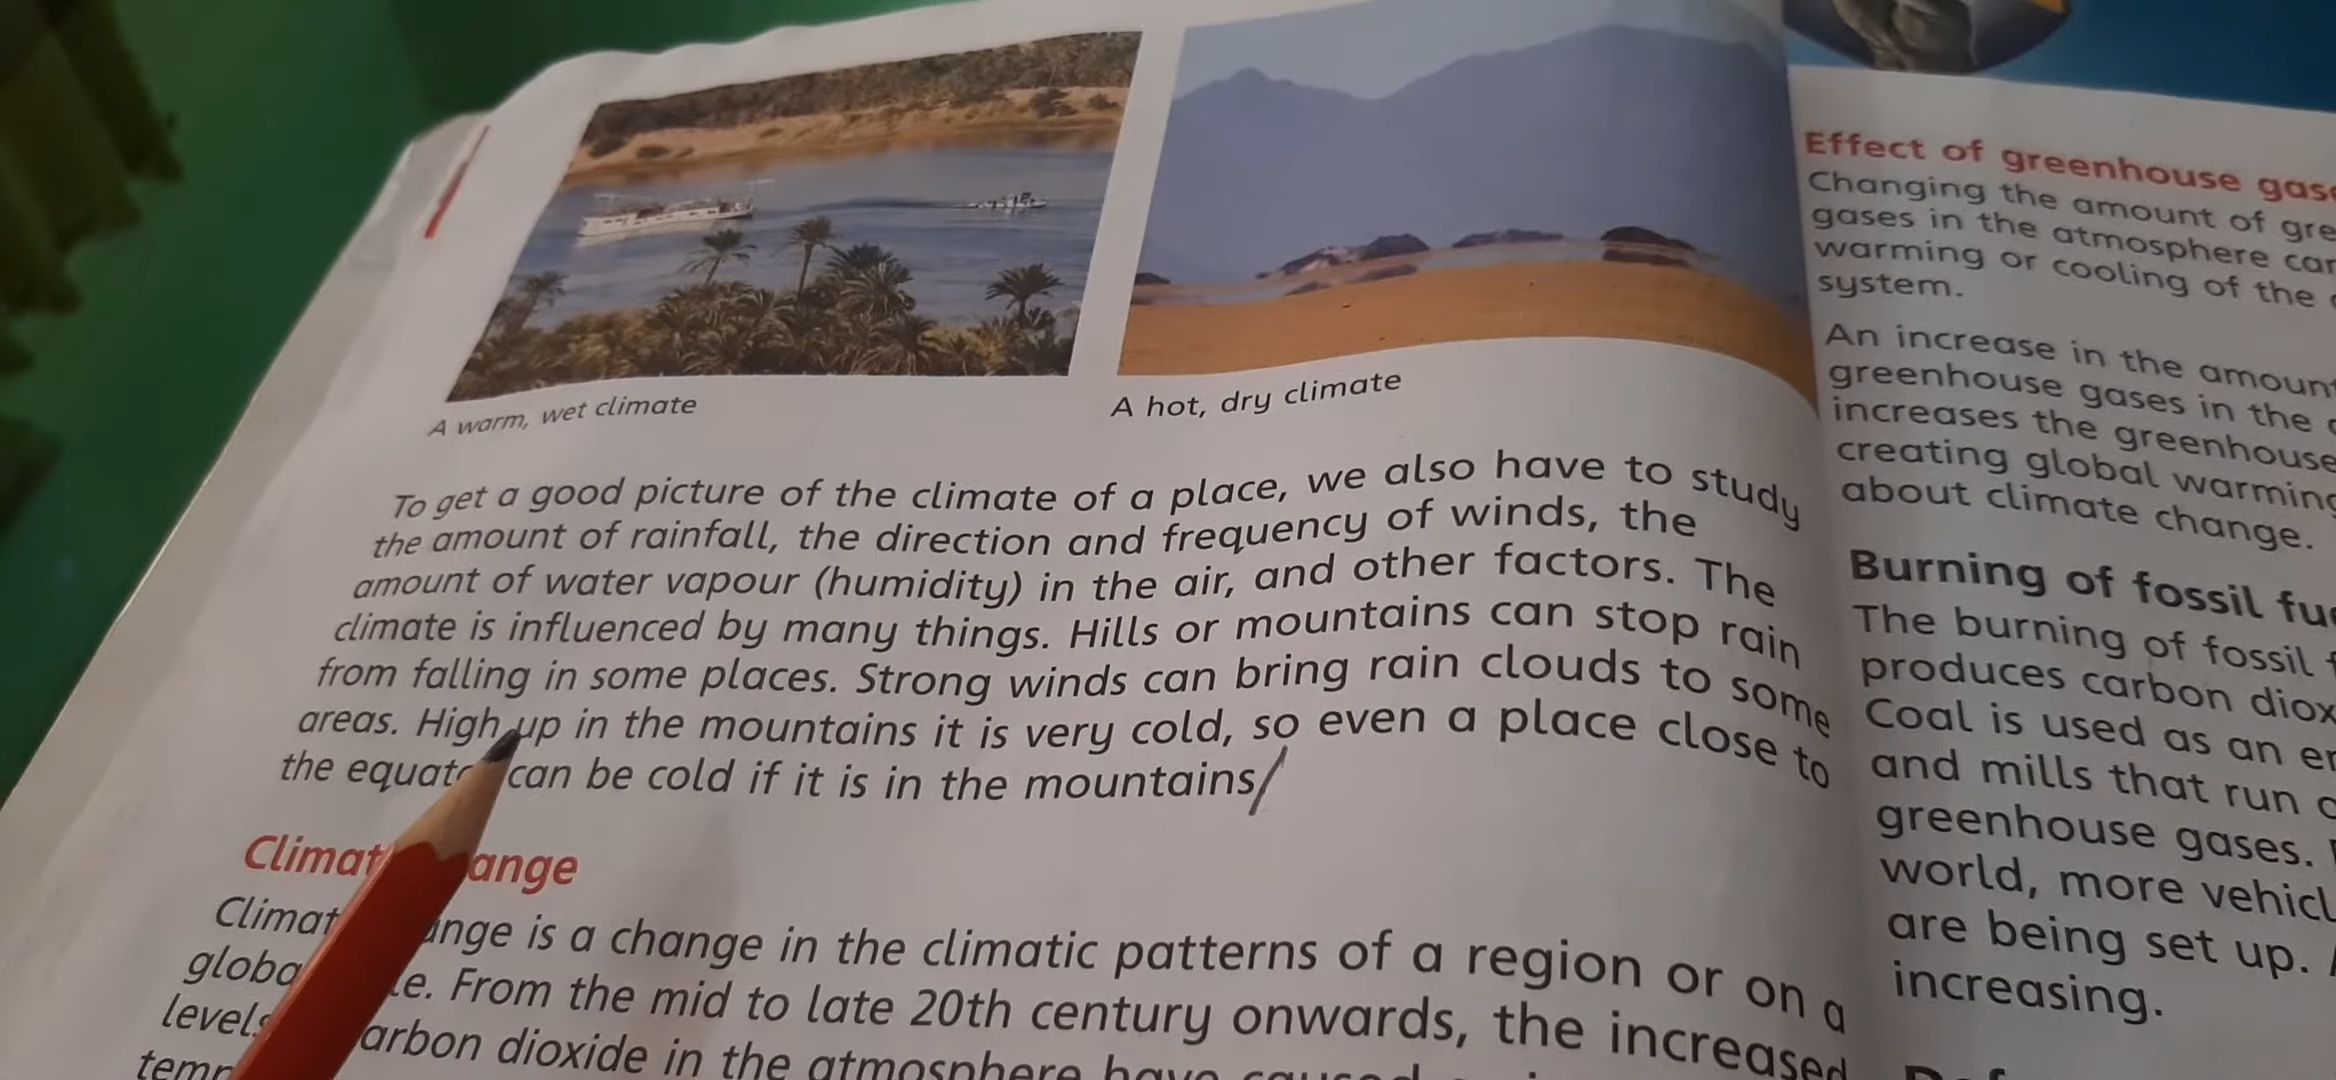 A warm, wet climate
A hot, dry climate
To get a good picture of the climate of a place, we also have to study
the amount of rainfall, the direction and frequency of winds, the
amount of water vapour (humidity) in the air, and other factors. The
climate is influenced by many things. Hills or mountains can stop rain
from falling in some places. Strong winds can bring rain clouds to some
areas. High up in the mountains it is very cold, so even a place close to
the can be cold if it is in the mountains
is a change in the climatic patterns of a region or on a
From the mid to late 20th century onwards, the increased
dioxide in the atmosphere have
Effect of greenhouse
Changing the amount of
gases in the atmosphere
warming or cooling of the
system.
An increase in the
greenhouse gases in the
increases the
creating global
about climate change.
Burning of fossil
The burning of fossil
produces carbon
Coal is used as an
and mills that run
greenhouse gases.
world, more
are being set up.
increasing.